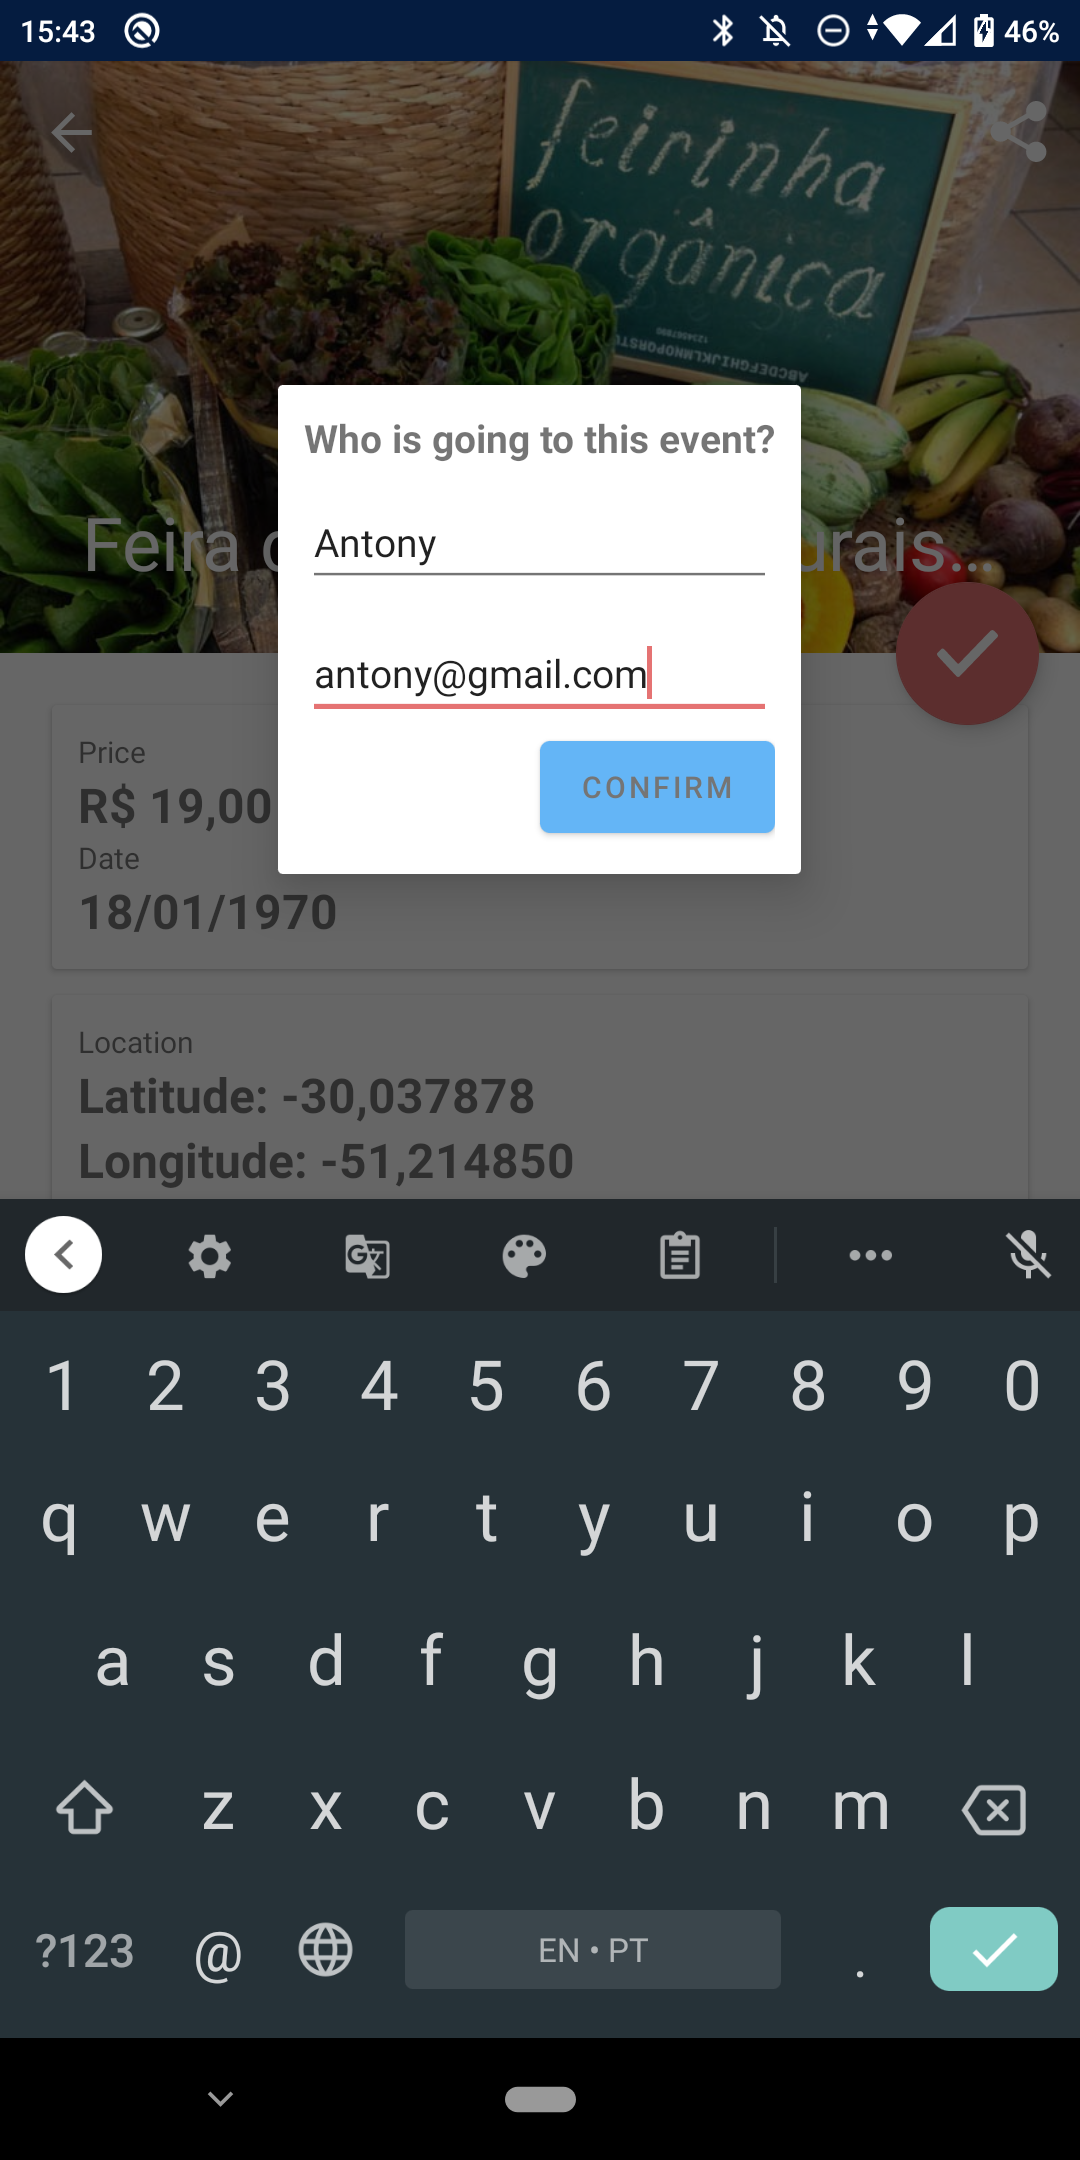 15:43 46%
feirinha
orgânica
1234567890
ABCDEFGHIJKLMNOPQRSTU
Who is going to this event?
Feira urais...
Antony
antony@gmail.com
CONFIRM
Price
R$ 19,00
Date
18/01/1970
Location
Latitude: -30,037878
Longitude: -51,214850
1 2 3 4 5 6 7 8 9 0
q w e r t y u i o p
a s d f g h j k l
z x c v b n m
?123 @ EN • PT .